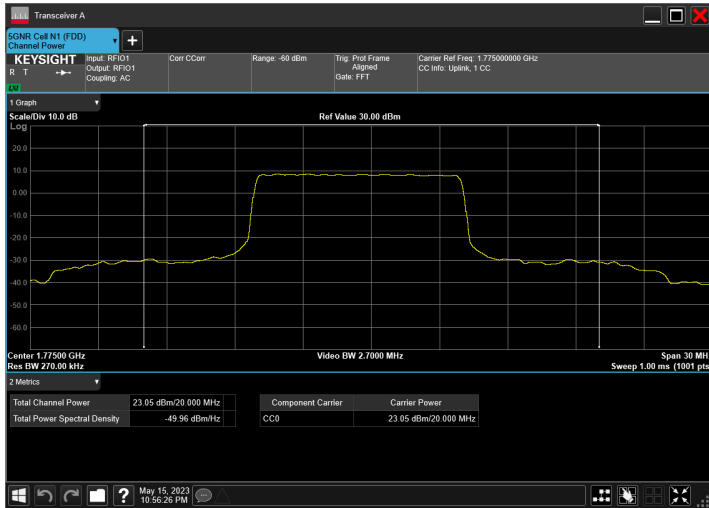 Transceiver A
5GNR Cell N1 (FDD)
Channel Power
KEYSIGHT
R T
LXI
Input: RFIO1
Output: RFIO1
Coupling: AC
Corr CCorr
Range: -60 dBm
Trig: Prot Frame
Aligned
Gate: FFT
Carrier Ref Freq: 1.775000000 GHz
CC Info: Uplink, 1 CC
1 Graph
Scale/Div 10.0 dB
Ref Value 30.00 dBm
Log
20.0
10.0
0.00
-10.0
-20.0
-30.0
-40.0
-50.0
-60.0
Center 1.77500 GHz
Video BW 2.7000 MHz
Span 30 MH
Res BW 270.00 kHz
Sweep 1.00 ms (1001 pts
2 Metrics
Total Channel Power 23.05 dBm/20.000 MHz
Total Power Spectral Density -49.96 dBm/Hz
Component Carrier Carrier Power
CC0 23.05 dBm/20.000 MHz
?
May 15, 2023
10:56:26 PM